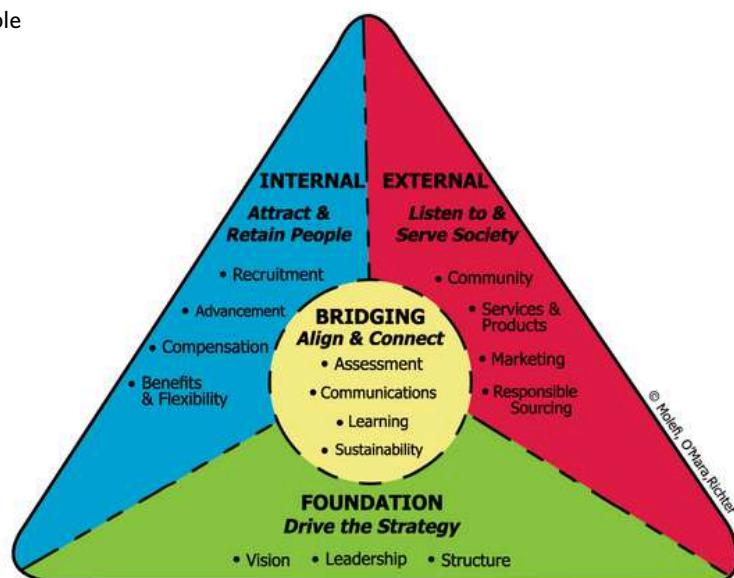 ole
INTERNAL
Attract &
Retain People
• Recruitment
• Advancement
• Compensation
• Benefits
& Flexibility
EXTERNAL
Listen to &
Serve Society
• Community
• Services &
Products
• Marketing
• Responsible
Sourcing
BRIDGING
Align & Connect
• Assessment
• Communications
• Learning
• Sustainability
FOUNDATION
Drive the Strategy
• Vision • Leadership • Structure
© Molefi, O'Mara,Richter